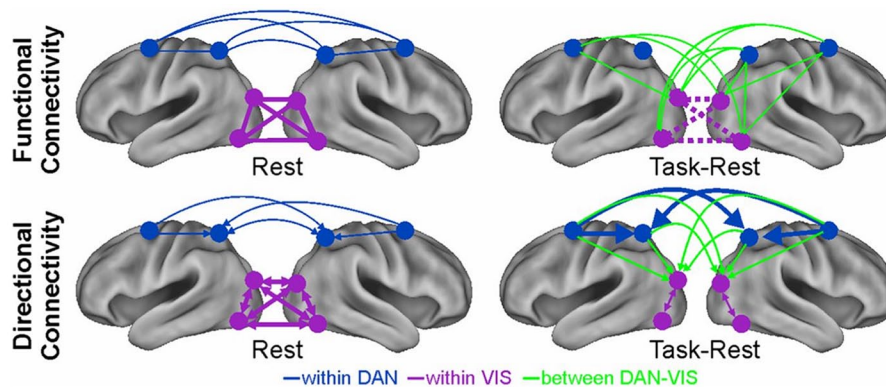 Functional
Connectivity
Rest
Task-Rest
Directional
Connectivity
Rest
Task-Rest
within DAN within VIS between DAN-VIS